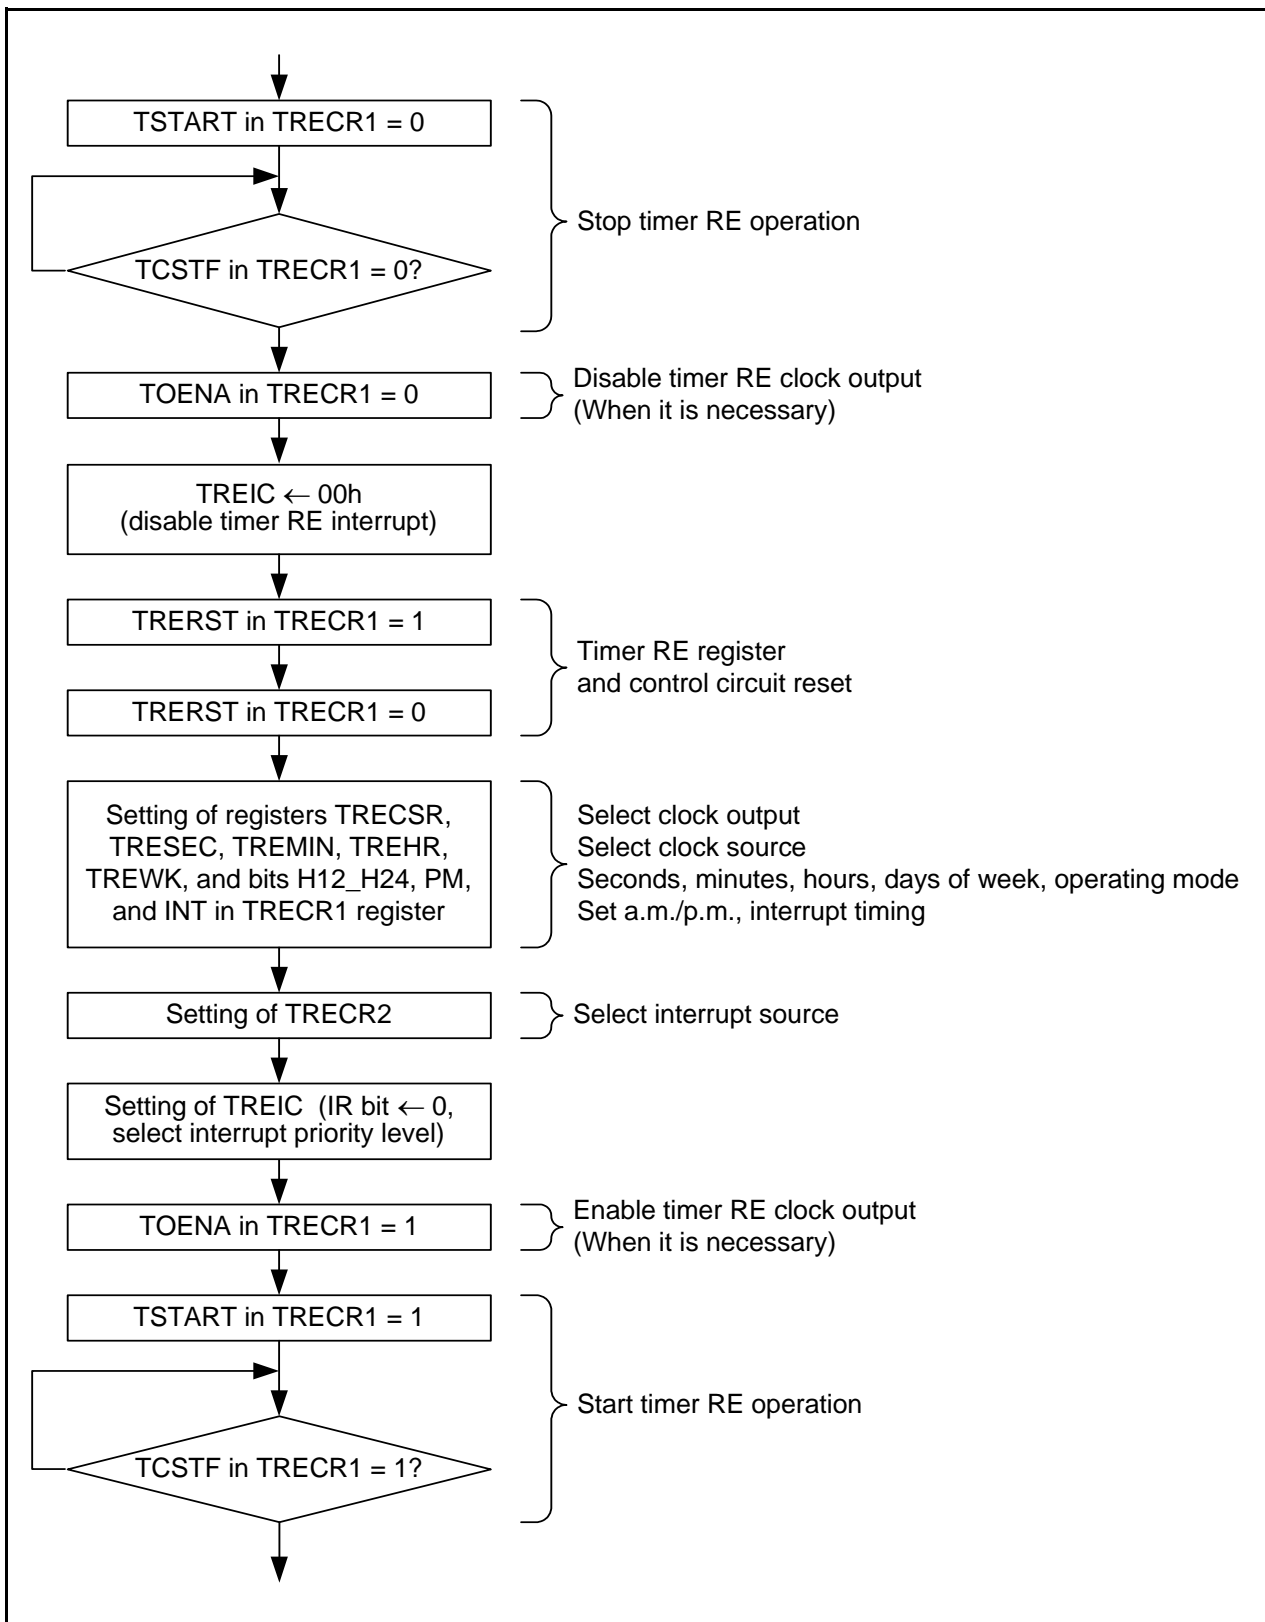 TSTART in TRECR1 = 0
TCSTF in TRECR1 = 0?
Stop timer RE operation
TOENA in TRECR1 = 0
Disable timer RE clock output
(When it is necessary)
TREIC ← 00h
(disable timer RE interrupt)
TRERST in TRECR1 = 1
TRERST in TRECR1 = 0
Timer RE register
and control circuit reset
Setting of registers TRECSR,
TRESEC, TREMIN, TREHR,
TREWK, and bits H12_H24, PM,
and INT in TRECR1 register
Select clock output
Select clock source
Seconds, minutes, hours, days of week, operating mode
Set a.m./p.m., interrupt timing
Setting of TRECR2
Select interrupt source
Setting of TREIC (IR bit ← 0,
select interrupt priority level)
TOENA in TRECR1 = 1
Enable timer RE clock output
(When it is necessary)
TSTART in TRECR1 = 1
TCSTF in TRECR1 = 1?
Start timer RE operation